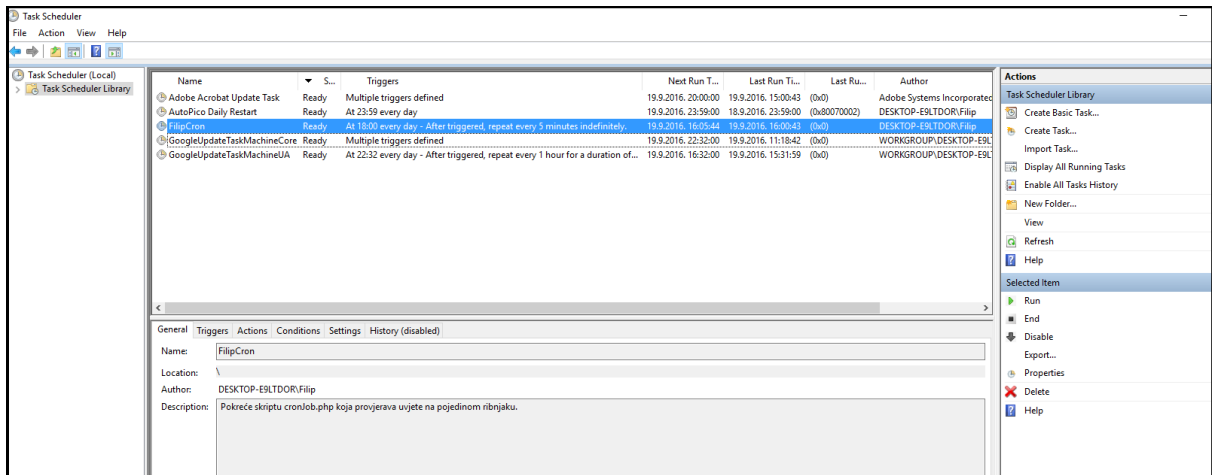 Task Scheduler
File Action View Help
Task Scheduler (Local)
Task Scheduler Library
Name S... Triggers Next Run T... Last Run Ti... Last Ru... Author
Adobe Acrobat Update Task Ready Multiple triggers defined 19.9.2016. 20:00:00 19.9.2016. 15:00:43 (0x0) Adobe Systems Incorporated
AutoPico Daily Restart Ready At 23:59 every day 19.9.2016. 23:59:00 18.9.2016. 23:59:00 (0x80070002) DESKTOP-E9LTDOR\Filip
FilipCron Ready At 18:00 every day - After triggered, repeat every 5 minutes indefinitely. 19.9.2016. 16:05:44 19.9.2016. 16:00:43 (0x0) DESKTOP-E9LTDOR\Filip
GoogleUpdateTaskMachineCore Ready Multiple triggers defined 19.9.2016. 22:32:00 19.9.2016. 11:18:42 (0x0) WORKGROUP\DESKTOP-E9L
GoogleUpdateTaskMachineUA Ready At 22:32 every day - After triggered, repeat every 1 hour for a duration of... 19.9.2016. 16:32:00 19.9.2016. 15:31:59 (0x0) WORKGROUP\DESKTOP-E9L
General Triggers Actions Conditions Settings History (disabled)
Name: FilipCron
Location: \
Author: DESKTOP-E9LTDOR\Filip
Description: Pokreće skriptu cronJob.php koja provjerava uvjete na pojedinom ribnjaku.
Actions
Task Scheduler Library
Create Basic Task...
Create Task...
Import Task...
Display All Running Tasks
Enable All Tasks History
New Folder...
View
Refresh
Help
Selected Item
Run
End
Disable
Export...
Properties
Delete
Help